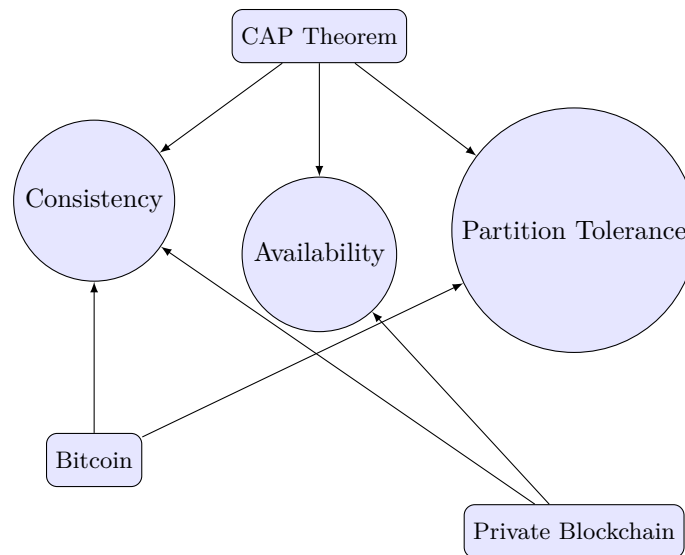 CAP Theorem
Consistency
Availability
Partition Tolerance
Bitcoin
Private Blockchain